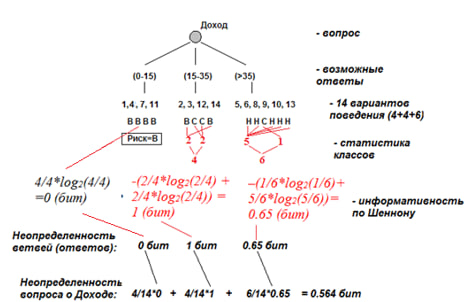 Доход
- вопрос
(0-15) (15-35) (>35)
- возможные ответы
1, 4, 7, 11 2, 3, 12, 14 5, 6, 8, 9, 10, 13
- 14 вариантов поведения (4+4+6)
В В В В В С С В Н Н С Н Н Н
Риск=В
2 2 5 1
- статистика классов
4 6
4/4*log2(4/4) =0 (бит)
-(2/4*log2(2/4) + 2/4*log2(2/4)) = 1 (бит)
-(1/6*log2(1/6)+ 5/6*log2(5/6))= 0.65 (бит)
- информативность по Шеннону
Неопределенность
ветвей (ответов): 0 бит 1 бит 0.65 бит
Неопределенность
вопроса о Доходе: 4/14*0 + 4/14*1 + 6/14*0.65 = 0.564 бит